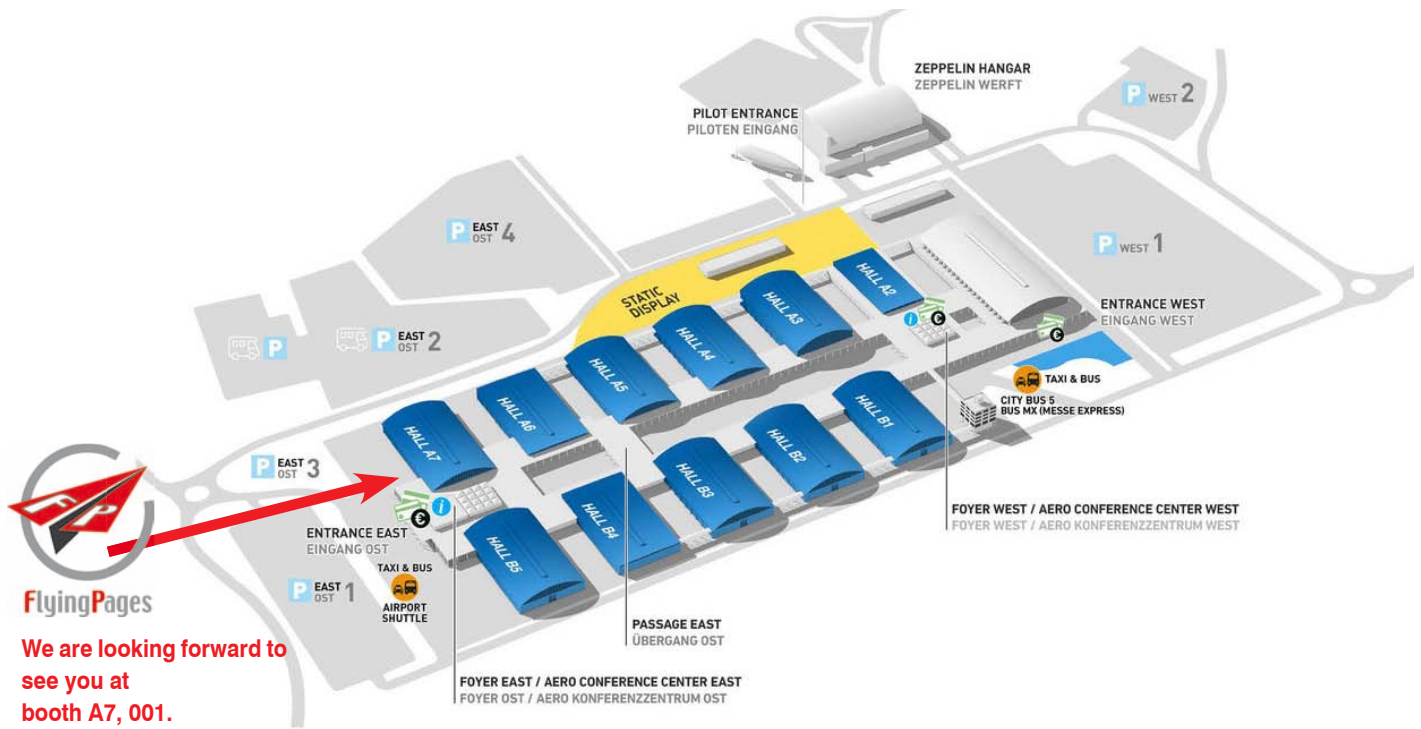 ZEPPELIN HANGAR
ZEPPELIN WERFT
P WEST 2
PILOT ENTRANCE
PILOTEN EINGANG
P EAST 4
OST
P WEST 1
HALL A2
STATIC
DISPLAY
HALL A3
ENTRANCE WEST
EINGANG WEST
i €
€
P
P EAST 2
OST
HALL A4
HALL A5
TAXI & BUS
CITY BUS 5
BUS MX (MESSE EXPRESS)
HALL A6
HALL B1
HALL A7
HALL B2
P EAST 3
OST
HALL B3
FP
FlyingPages
€ i
ENTRANCE EAST
EINGANG OST
HALL B4
FOYER WEST / AERO CONFERENCE CENTER WEST
FOYER WEST / AERO KONFERENZZENTRUM WEST
HALL B5
TAXI & BUS
AIRPORT
SHUTTLE
P EAST 1
OST
PASSAGE EAST
ÜBERGANG OST
We are looking forward to
see you at
booth A7, 001.
FOYER EAST / AERO CONFERENCE CENTER EAST
FOYER OST / AERO KONFERENZZENTRUM OST